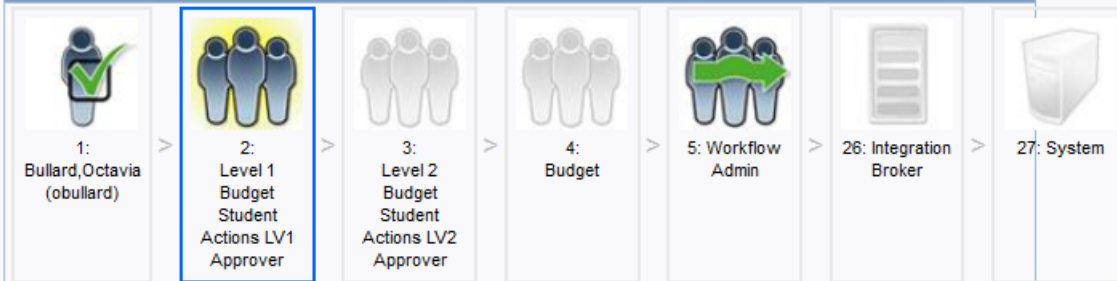 1:
Bullard,Octavia
(obullard)
>
2:
Level 1
Budget
Student
Actions LV1
Approver
>
3:
Level 2
Budget
Student
Actions LV2
Approver
>
4:
Budget
>
5: Workflow
Admin
>
26: Integration
Broker
>
27: System